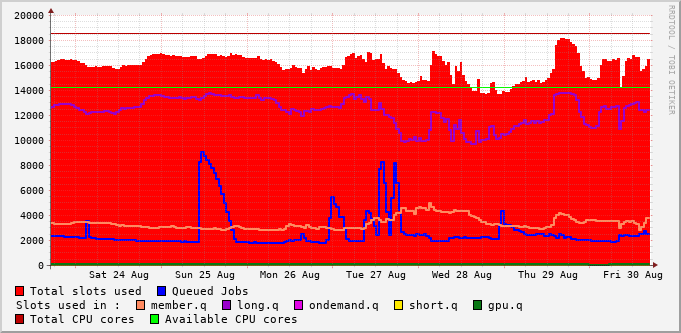 20000
18000
16000
14000
12000
10000
8000
6000
4000
2000
0
Sat 24 Aug Sun 25 Aug Mon 26 Aug Tue 27 Aug Wed 28 Aug Thu 29 Aug Fri 30 Aug
Total slots used Queued Jobs
Slots used in : member.q long.q ondemand.q short.q gpu.q
Total CPU cores Available CPU cores
RRDTOOL / TOBI OETIKER